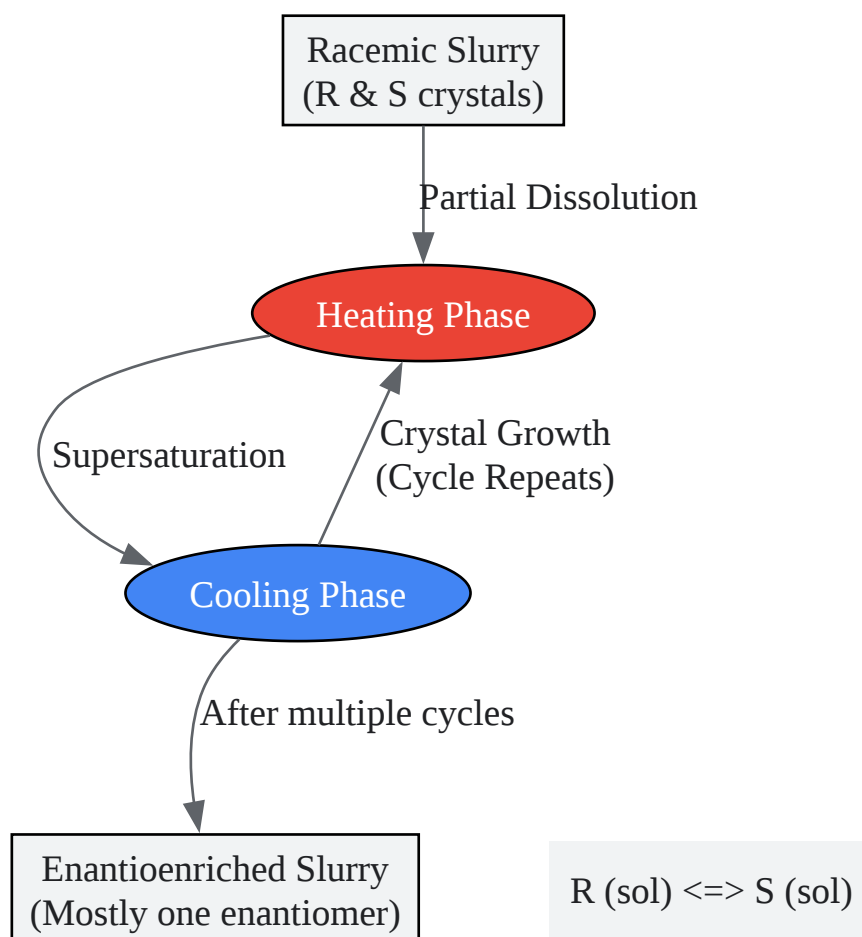 Racemic Slurry
(R & S crystals)
Partial Dissolution
Heating Phase
Supersaturation
Crystal Growth
(Cycle Repeats)
Cooling Phase
After multiple cycles
Enantioenriched Slurry
(Mostly one enantiomer)
R (sol) <=> S (sol)